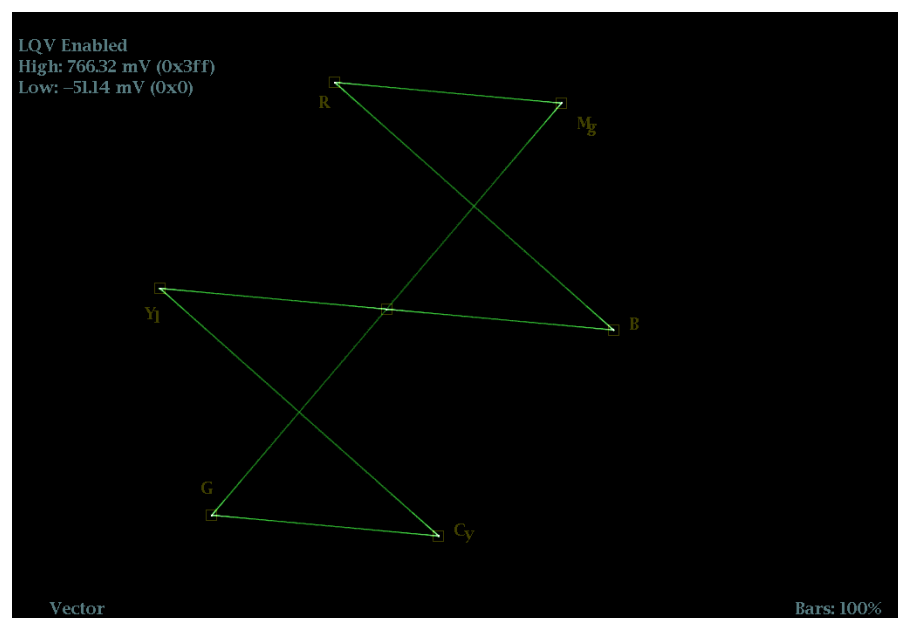 LQV Enabled
High: 766.32 mV (0x3ff)
Low: -51.14 mV (0x0)
R
Mg
Yl
B
G
Cy
Vector
Bars: 100%